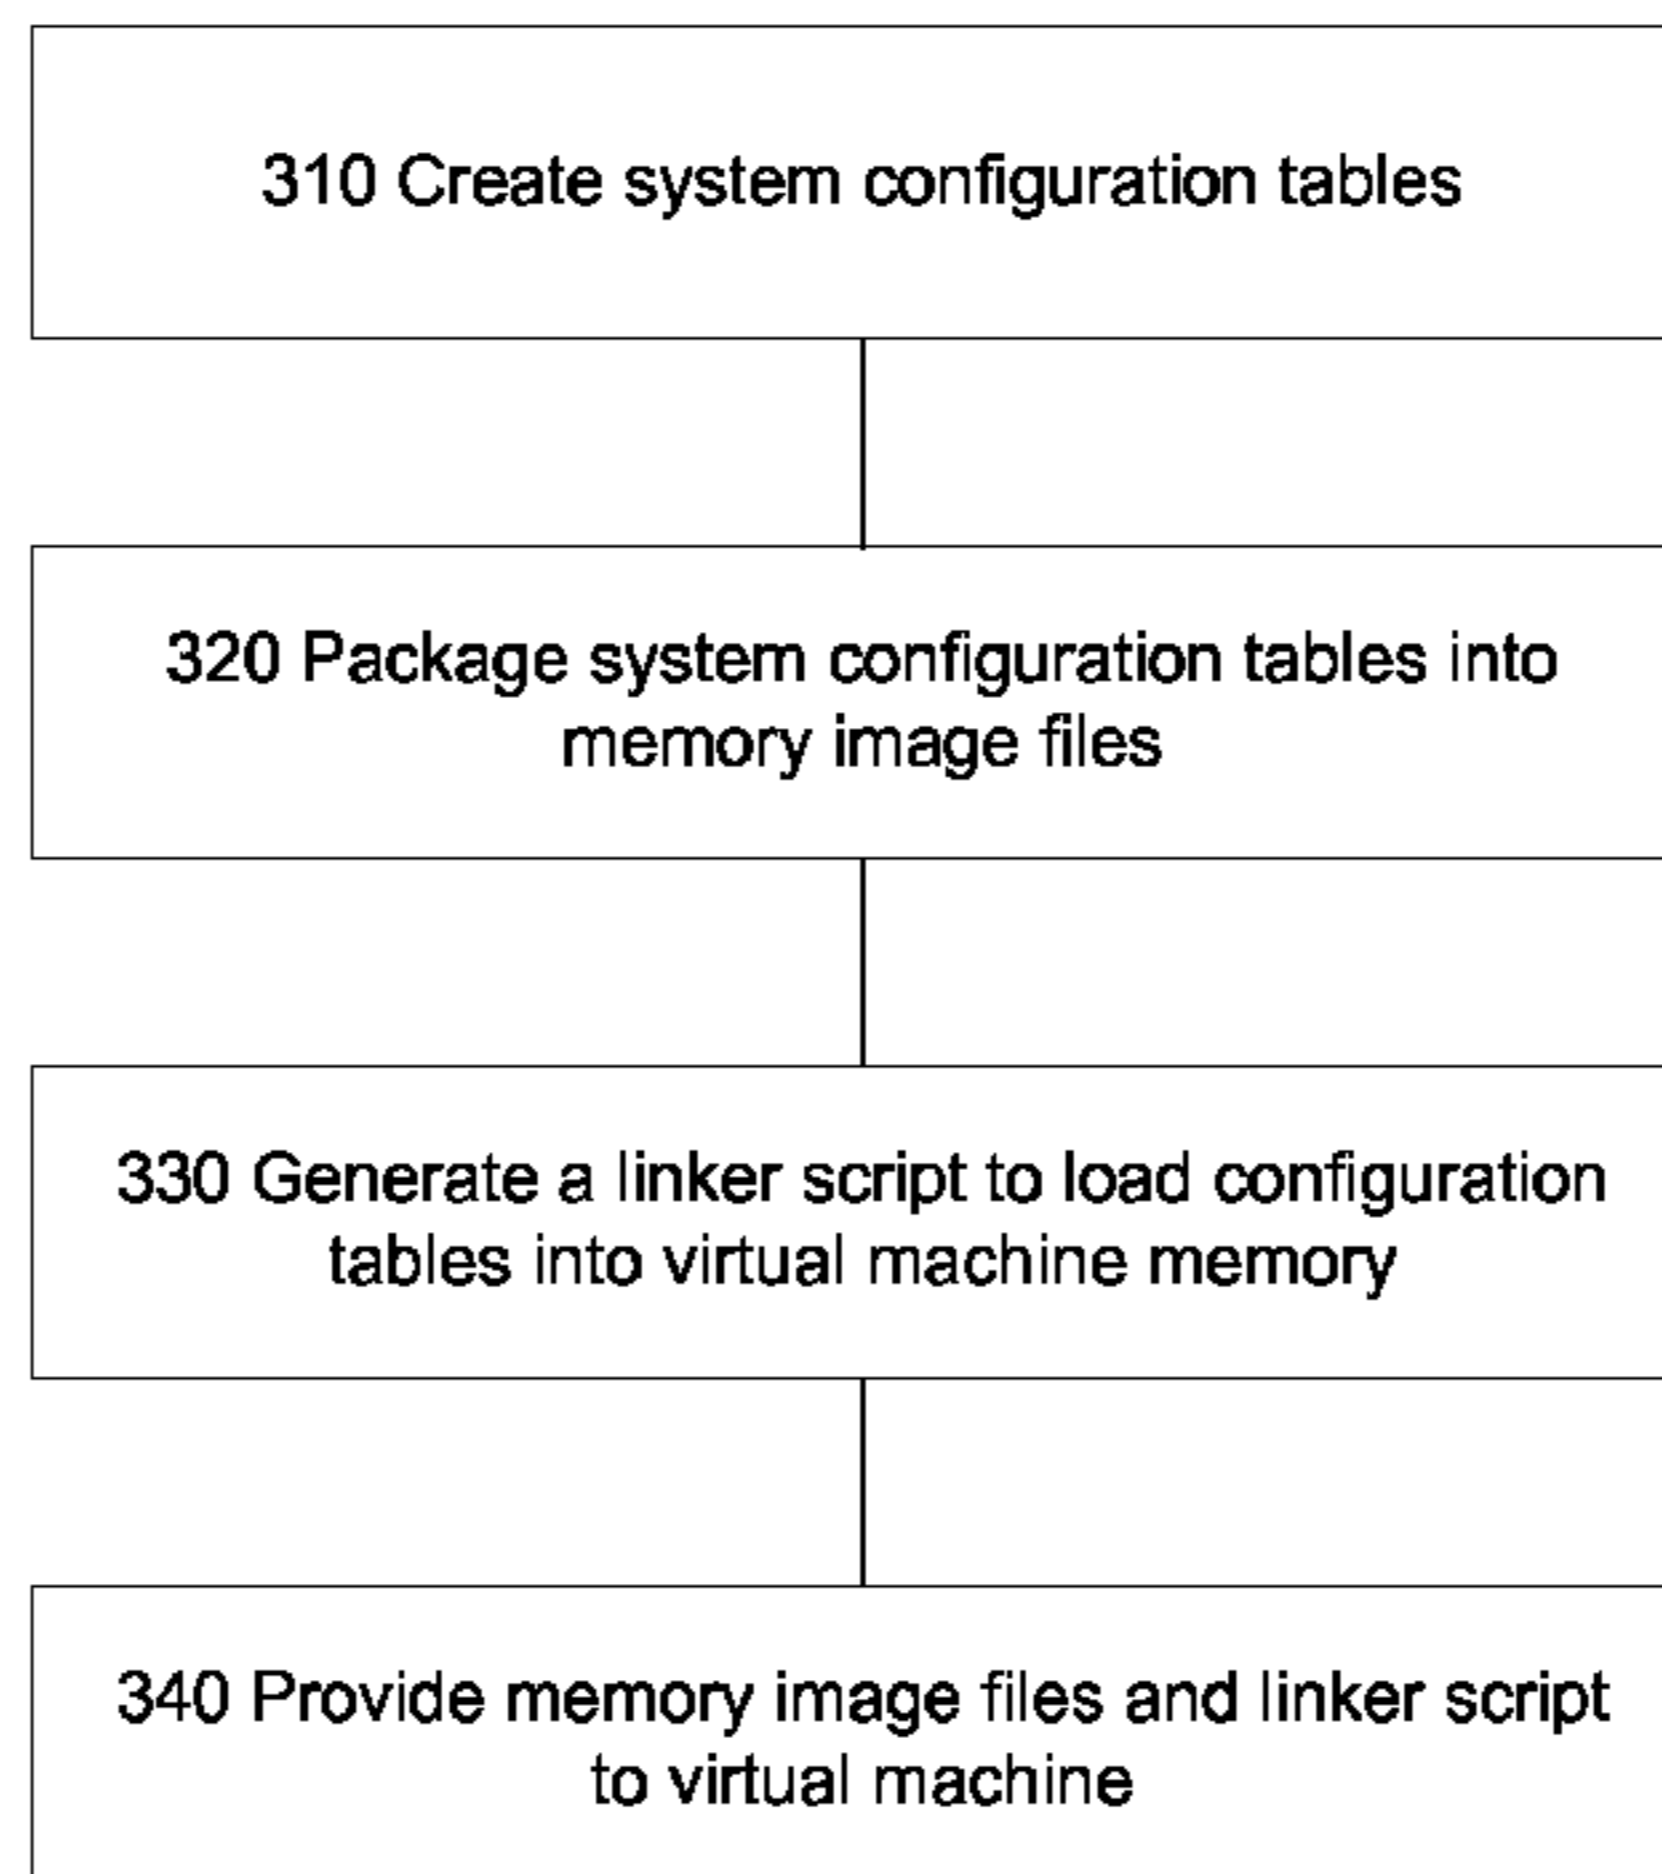 310 Create system configuration tables
320 Package system configuration tables into
memory image files
330 Generate a linker script to load configuration
tables into virtual machine memory
340 Provide memory image files and linker script
to virtual machine